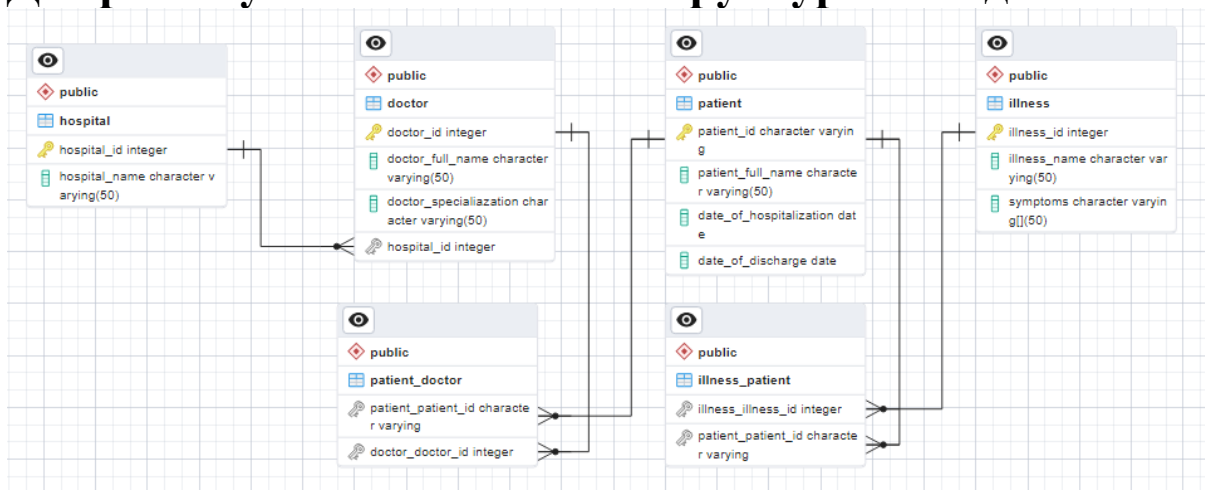 public
hospital
hospital_id integer
hospital_name character v
arying(50)
public
doctor
doctor_id integer
doctor_full_name character
varying(50)
doctor_specialiazation char
acter varying(50)
hospital_id integer
public
patient
patient_id character varyin
g
patient_full_name characte
r varying(50)
date_of_hospitalization dat
e
date_of_discharge date
public
illness
illness_id integer
illness_name character var
ying(50)
symptoms character varyin
g[](50)
public
patient_doctor
patient_patient_id characte
r varying
doctor_doctor_id integer
public
illness_patient
illness_illness_id integer
patient_patient_id characte
r varying